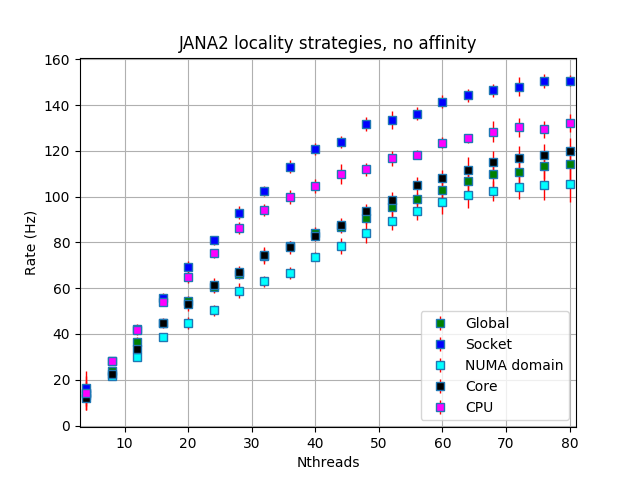 JANA2 locality strategies, no affinity
160
140
120
100
80
60
40
20
0
Rate (Hz)
10 20 30 40 50 60 70 80
Nthreads
Global
Socket
NUMA domain
Core
CPU